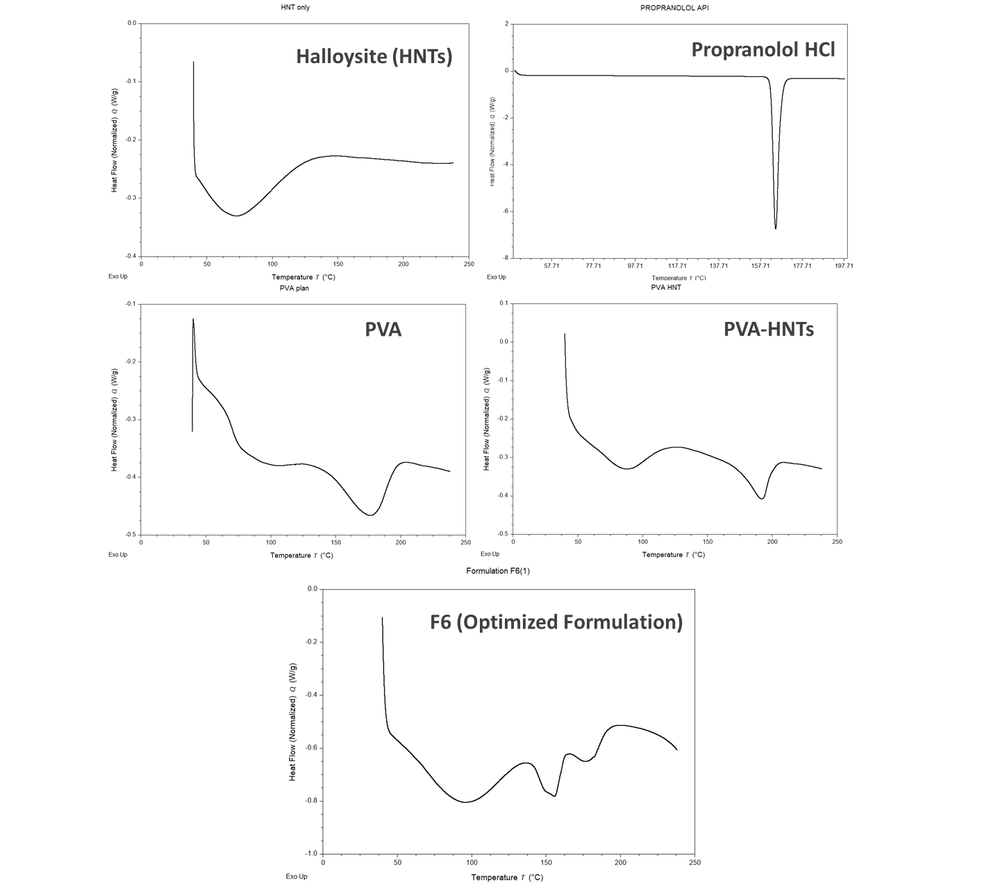 HNT only
Halloysite (HNTs)
0.0
-0.1
-0.2
-0.3
-0.4
Heat Flow (Normalized) Q (W/g)
0 50 100 150 200 250
Exo Up
Temperature T (°C)
PROPRANOLOL API
Propranolol HCl
2
0
-2
-4
-6
-8
Heat Flow (Normalized) Q (W/g)
57.71 77.71 97.71 117.71 137.71 157.71 177.71 197.71
Exo Up
Temperature T (°C)
PVA plan
PVA
-0.1
-0.2
-0.3
-0.4
-0.5
Heat Flow (Normalized) Q (W/g)
0 50 100 150 200 250
Exo Up
Temperature T (°C)
PVA HNT
PVA-HNTs
0.1
0.0
-0.1
-0.2
-0.3
-0.4
-0.5
Heat Flow (Normalized) Q (W/g)
0 50 100 150 200 250
Exo Up
Temperature T (°C)
Formulation F6(1)
F6 (Optimized Formulation)
0.0
-0.2
-0.4
-0.6
-0.8
-1.0
Heat Flow (Normalized) Q (W/g)
0 50 100 150 200 250
Exo Up
Temperature T (°C)